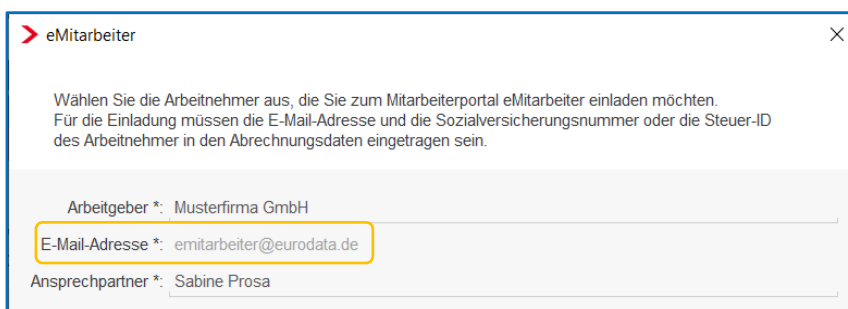 eMitarbeiter
Wählen Sie die Arbeitnehmer aus, die Sie zum Mitarbeiterportal eMitarbeiter einladen möchten.
Für die Einladung müssen die E-Mail-Adresse und die Sozialversicherungsnummer oder die Steuer-ID
des Arbeitnehmer in den Abrechnungsdaten eingetragen sein.
Arbeitgeber *: Musterfirma GmbH
E-Mail-Adresse *: emitarbeiter@eurodata.de
Ansprechpartner *: Sabine Prosa